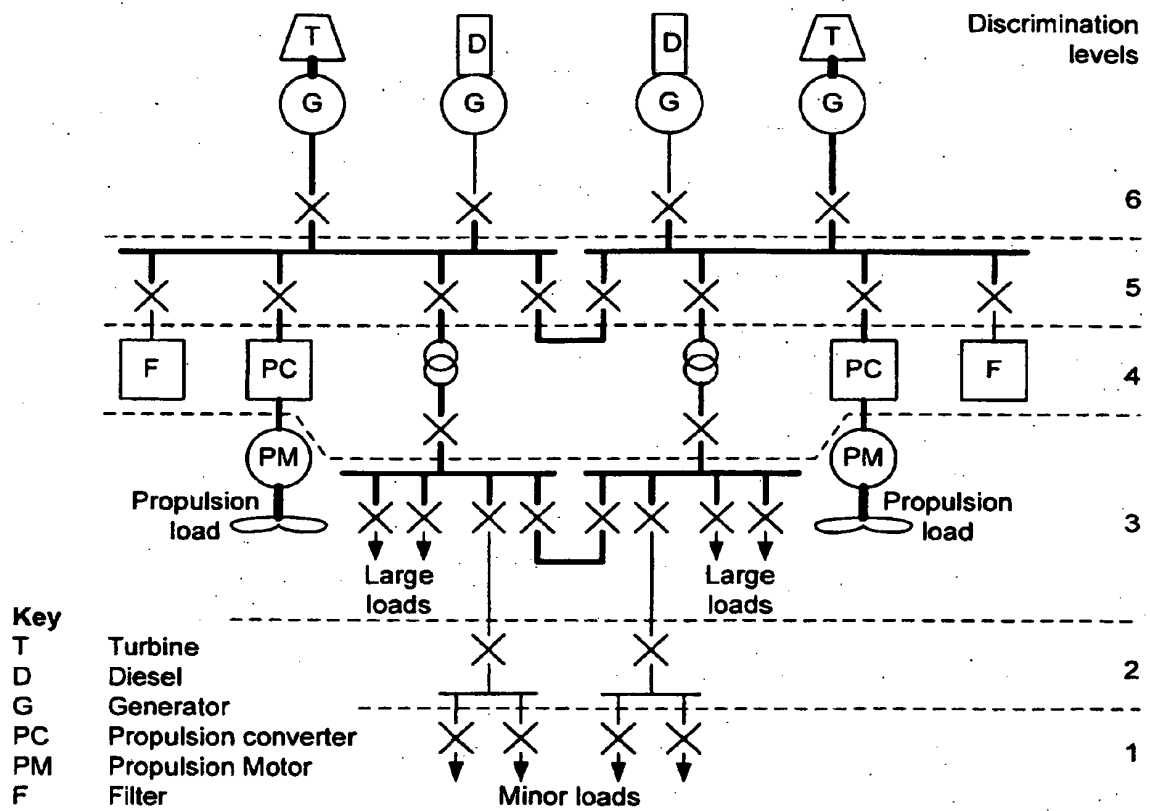 T D D T
Discrimination
levels
G G G G
6
5
F PC PC F
4
PM PM
Propulsion
load
Propulsion
load
3
Large
loads
Large
loads
Key
T Turbine
D Diesel
G Generator
PC Propulsion converter
PM Propulsion Motor
F Filter
2
1
Minor loads